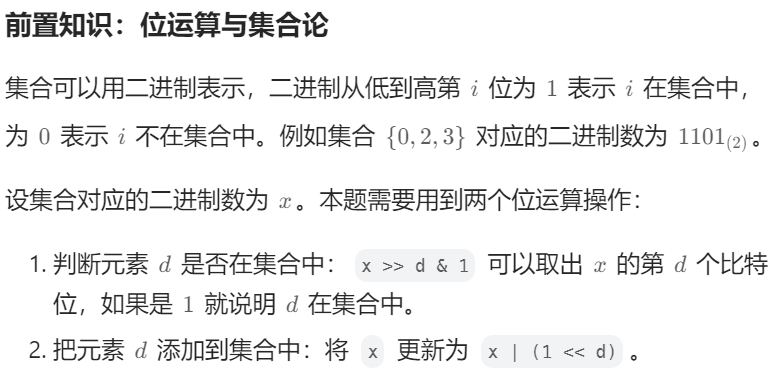 前置知识：位运算与集合论
集合可以用二进制表示，二进制从低到高第 i 位为 1 表示 i 在集合中，
为 0 表示 i 不在集合中。例如集合 {0, 2, 3} 对应的二进制数为 1101(2)。
设集合对应的二进制数为 x。本题需要用到两个位运算操作：
1. 判断元素 d 是否在集合中： x >> d & 1 可以取出 x 的第 d 个比特
位，如果是 1 就说明 d 在集合中。
2. 把元素 d 添加到集合中：将 x 更新为 x | (1 << d) 。